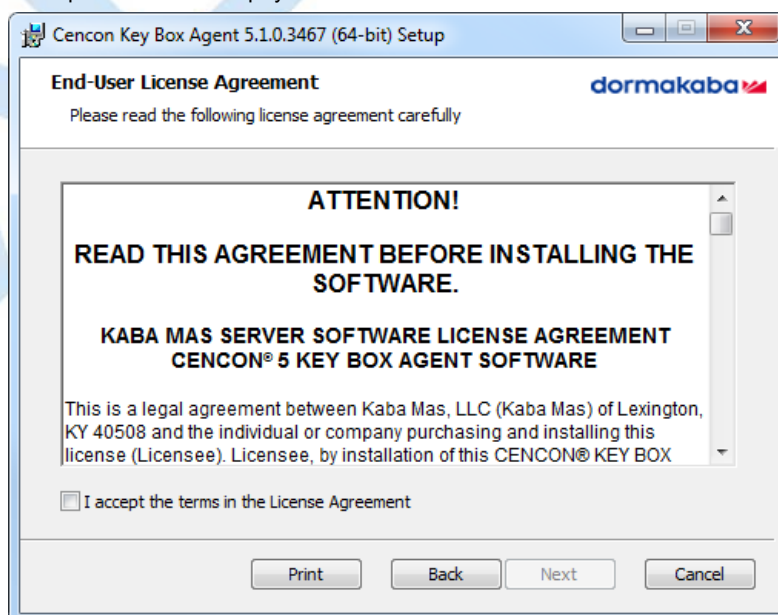 Cencon Key Box Agent 5.1.0.3467 (64-bit) Setup
End-User License Agreement
dormakaba
Please read the following license agreement carefully
ATTENTION!
READ THIS AGREEMENT BEFORE INSTALLING THE
SOFTWARE.
KABA MAS SERVER SOFTWARE LICENSE AGREEMENT
CENCON® 5 KEY BOX AGENT SOFTWARE
This is a legal agreement between Kaba Mas, LLC (Kaba Mas) of Lexington,
KY 40508 and the individual or company purchasing and installing this
license (Licensee). Licensee, by installation of this CENCON® KEY BOX
I accept the terms in the License Agreement
Print Back Next Cancel